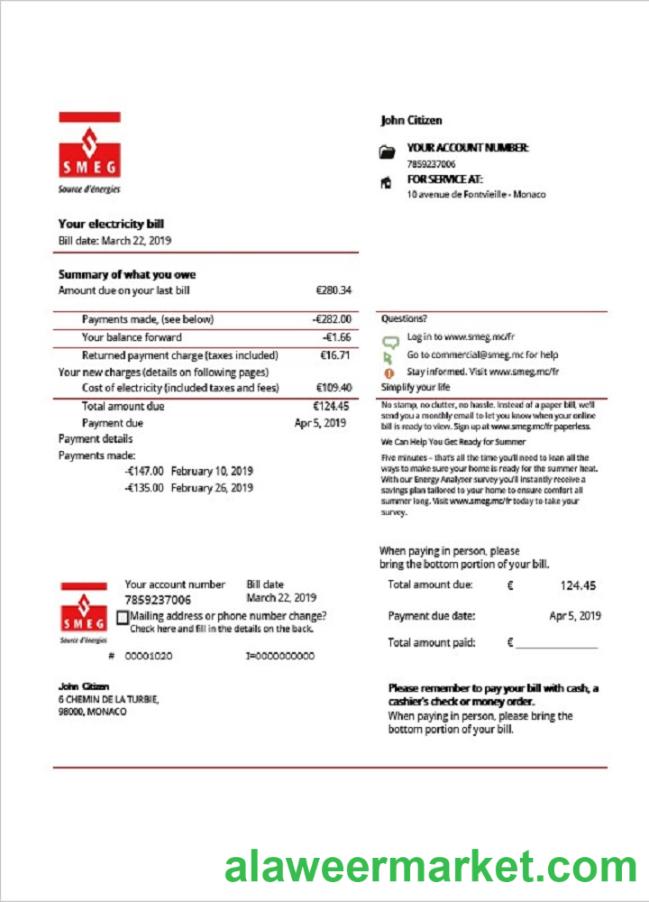 SMEG
Source d'énergies
John Citizen
YOUR ACCOUNT NUMBER:
7859237006
FOR SERVICE AT:
10 avenue de Fontvieille - Monaco
Your electricity bill
Bill date: March 22, 2019
Summary of what you owe
Amount due on your last bill €280.34
Payments made, (see below) -€282.00
Your balance forward -€1.66
Returned payment charge (taxes included) €16.71
Your new charges (details on following pages)
Cost of electricity (included taxes and fees) €109.40
Total amount due €124.45
Payment due Apr 5, 2019
Payment details
Payments made:
-€147.00 February 10, 2019
-€135.00 February 26, 2019
Questions?
Log in to www.smeg.mc/fr
Go to commercial@smeg.mc for help
Stay informed. Visit www.smeg.mc/fr
Simplify your life
No stamp, no clutter, no hassle. Instead of a paper bill, we'll
send you a monthly email to let you know when your online
bill is ready to view. Sign up at www.smeg.mc/fr paperless.
We Can Help You Get Ready for Summer
Five minutes – that's all the time you'll need to lean all the
ways to make sure your home is ready for the summer heat.
With our Energy Analyser survey you'll instantly receive a
savings plan tailored to your home to ensure comfort all
summer long. Visit www.smeg.mc/fr today to take your
survey.
When paying in person, please
bring the bottom portion of your bill.
Total amount due: € 124.45
Payment due date: Apr 5, 2019
Total amount paid: €
SMEG
Source d'énergies
Your account number Bill date
7859237006 March 22, 2019
Mailing address or phone number change?
Check here and fill in the details on the back.
# 00001020 I=0000000000
John Citizen
6 CHEMIN DE LA TURBIE,
98000, MONACO
Please remember to pay your bill with cash, a
cashier's check or money order.
When paying in person, please bring the
bottom portion of your bill.
alaweermarket.com